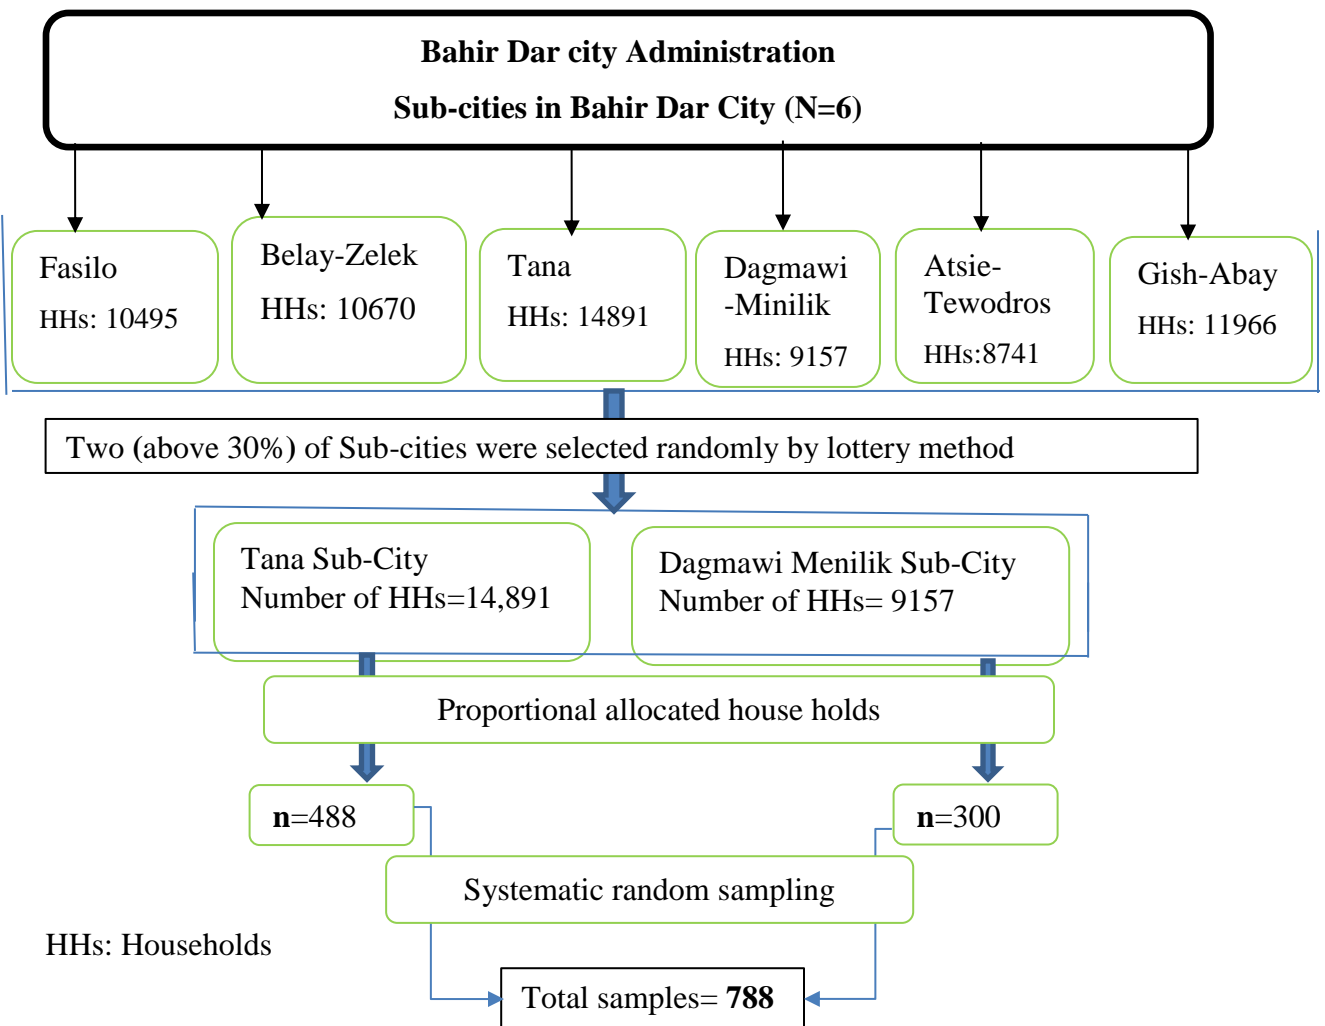 Bahir Dar city Administration
Sub-cities in Bahir Dar City (N=6)
Fasilo
HHs: 10495
Belay-Zelek
HHs: 10670
Tana
HHs: 14891
Dagmawi
-Minilik
HHs: 9157
Atsie-
Tewodros
HHs:8741
Gish-Abay
HHs: 11966
Two (above 30%) of Sub-cities were selected randomly by lottery method
Tana Sub-City
Number of HHs=14,891
Dagmawi Menilik Sub-City
Number of HHs= 9157
Proportional allocated house holds
n=488
n=300
Systematic random sampling
HHs: Households
Total samples= 788